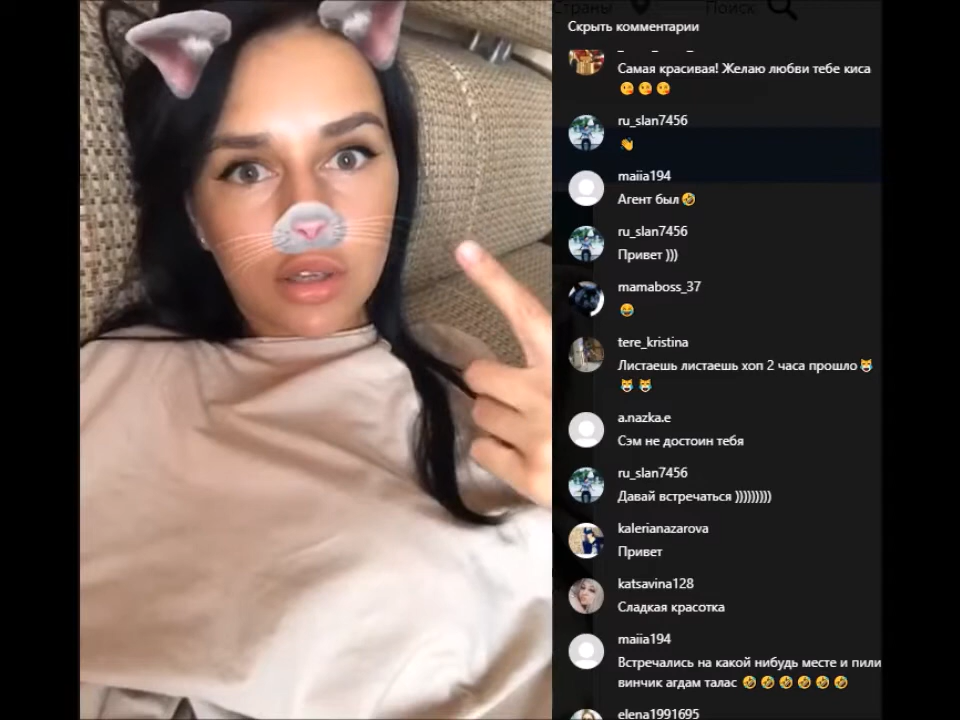 Страны
Поиск
Скрыть комментарии
Самая красивая! Желаю любви тебе киса
😘 😘 😘
ru_slan7456
👏
maiia194
Агент был🤣
ru_slan7456
Привет )))
mamaboss_37
😂
tere_kristina
Листаешь листаешь хоп 2 часа прошло😹
😹 😹
a.nazka.e
Сэм не достоин тебя
ru_slan7456
Давай встречаться )))))))))
kalerianazarova
Привет
katsavina128
Сладкая красотка
maiia194
Встречались на какой нибудь месте и пили
винчик агдам талас 🤣 🤣 🤣 🤣 🤣 🤣
elena1991695